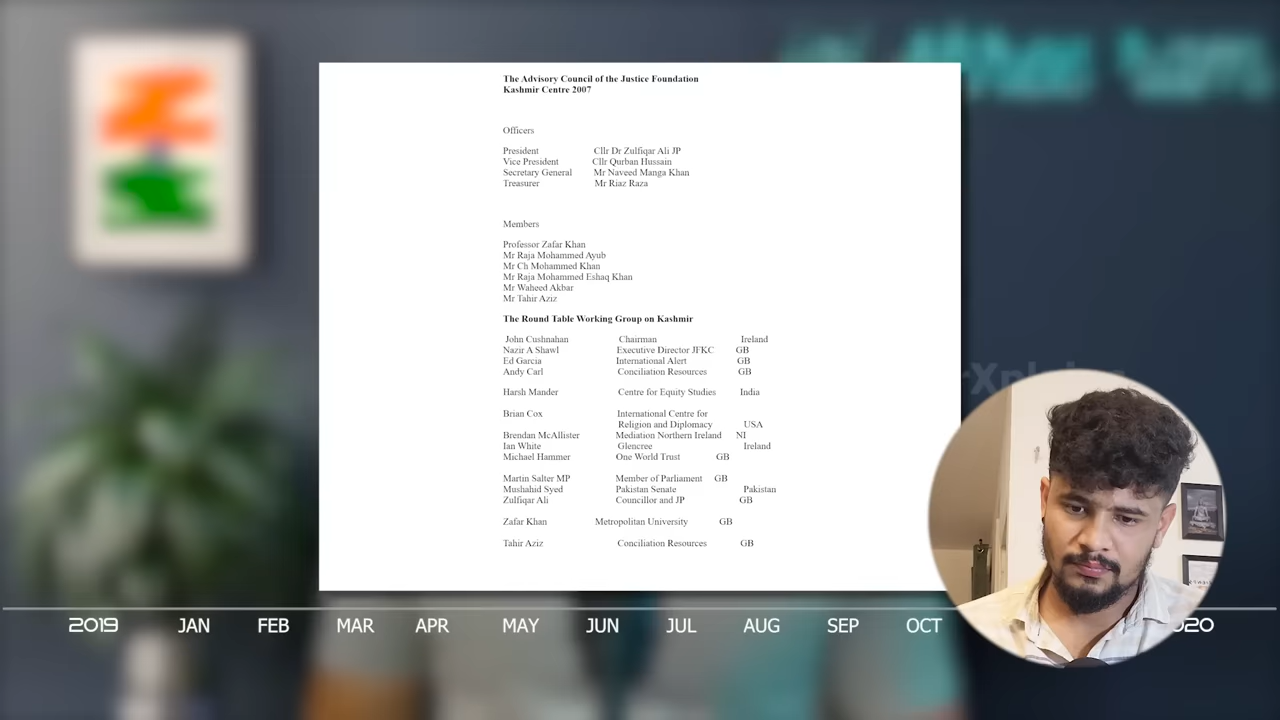 The Advisory Council of the Justice Foundation
Kashmir Centre 2007
Officers
President Cllr Dr Zulfiqar Ali JP
Vice President Cllr Qurban Hussain
Secretary General Mr Naveed Manga Khan
Treasurer Mr Riaz Raza
Members
Professor Zafar Khan
Mr Raja Mohammed Ayub
Mr Ch Mohammed Khan
Mr Raja Mohammed Eshaq Khan
Mr Waheed Akbar
Mr Tahir Aziz
The Round Table Working Group on Kashmir
John Cushnahan Chairman Ireland
Nazir A Shawl Executive Director JFKC GB
Ed Garcia International Alert GB
Andy Carl Conciliation Resources GB
Harsh Mander Centre for Equity Studies India
Brian Cox International Centre for
Religion and Diplomacy USA
Brendan McAllister Mediation Northern Ireland NI
Ian White Glencree Ireland
Michael Hammer One World Trust GB
Martin Salter MP Member of Parliament GB
Mushahid Syed Pakistan Senate Pakistan
Zulfiqar Ali Councillor and JP GB
Zafar Khan Metropolitan University GB
Tahir Aziz Conciliation Resources GB
2019 JAN FEB MAR APR MAY JUN JUL AUG SEP OCT